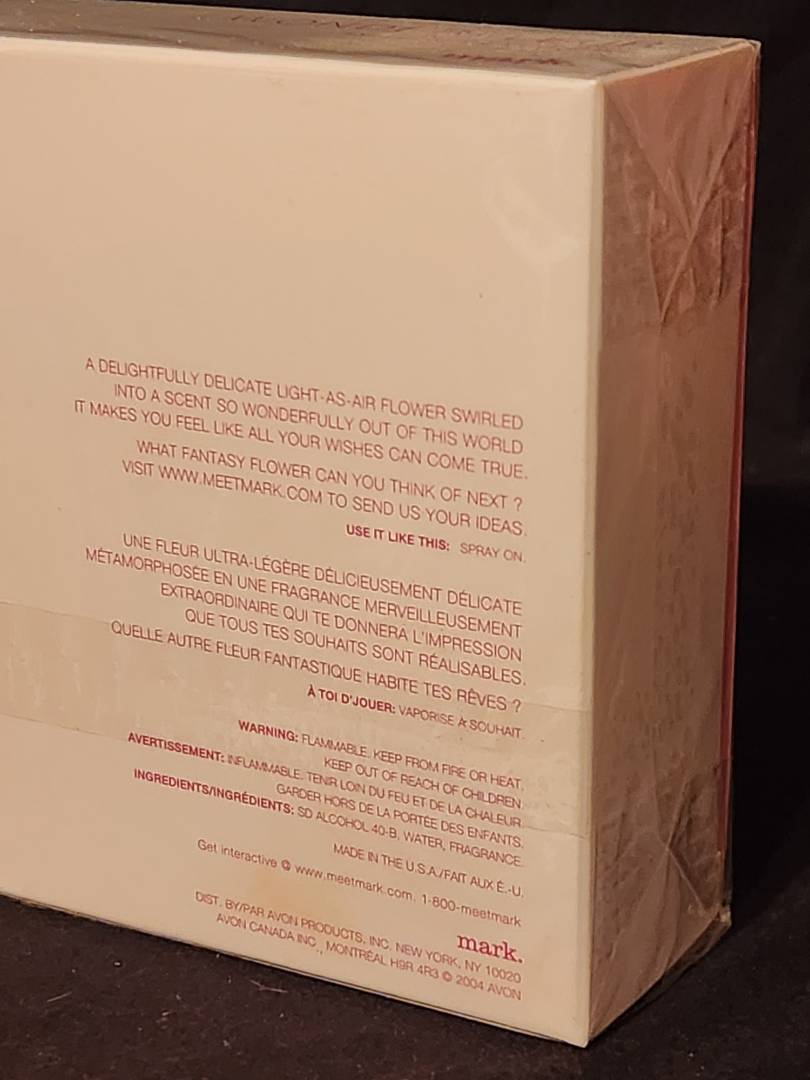 mark.
A DELIGHTFULLY DELICATE LIGHT-AS-AIR FLOWER SWIRLED
INTO A SCENT SO WONDERFULLY OUT OF THIS WORLD
IT MAKES YOU FEEL LIKE ALL YOUR WISHES CAN COME TRUE.
WHAT FANTASY FLOWER CAN YOU THINK OF NEXT ?
VISIT WWW.MEETMARK.COM TO SEND US YOUR IDEAS.
USE IT LIKE THIS: SPRAY ON.
UNE FLEUR ULTRA-LÉGÈRE DÉLICIEUSEMENT DÉLICATE
MÉTAMORPHOSÉE EN UNE FRAGRANCE MERVEILLEUSEMENT
EXTRAORDINAIRE QUI TE DONNERA L'IMPRESSION
QUE TOUS TES SOUHAITS SONT RÉALISABLES.
QUELLE AUTRE FLEUR FANTASTIQUE HABITE TES RÊVES ?
À TOI D'JOUER: VAPORISE À SOUHAIT.
WARNING: FLAMMABLE. KEEP FROM FIRE OR HEAT.
KEEP OUT OF REACH OF CHILDREN.
AVERTISSEMENT: INFLAMMABLE. TENIR LOIN DU FEU ET DE LA CHALEUR.
GARDER HORS DE LA PORTÉE DES ENFANTS.
INGREDIENTS/INGRÉDIENTS: SD ALCOHOL 40-B, WATER, FRAGRANCE.
MADE IN THE U.S.A./FAIT AUX É.-U.
Get interactive @ www.meetmark.com. 1-800-meetmark
mark.
DIST. BY/PAR AVON PRODUCTS, INC. NEW YORK, NY 10020
AVON CANADA INC., MONTRÉAL H9R 4R3 © 2004 AVON